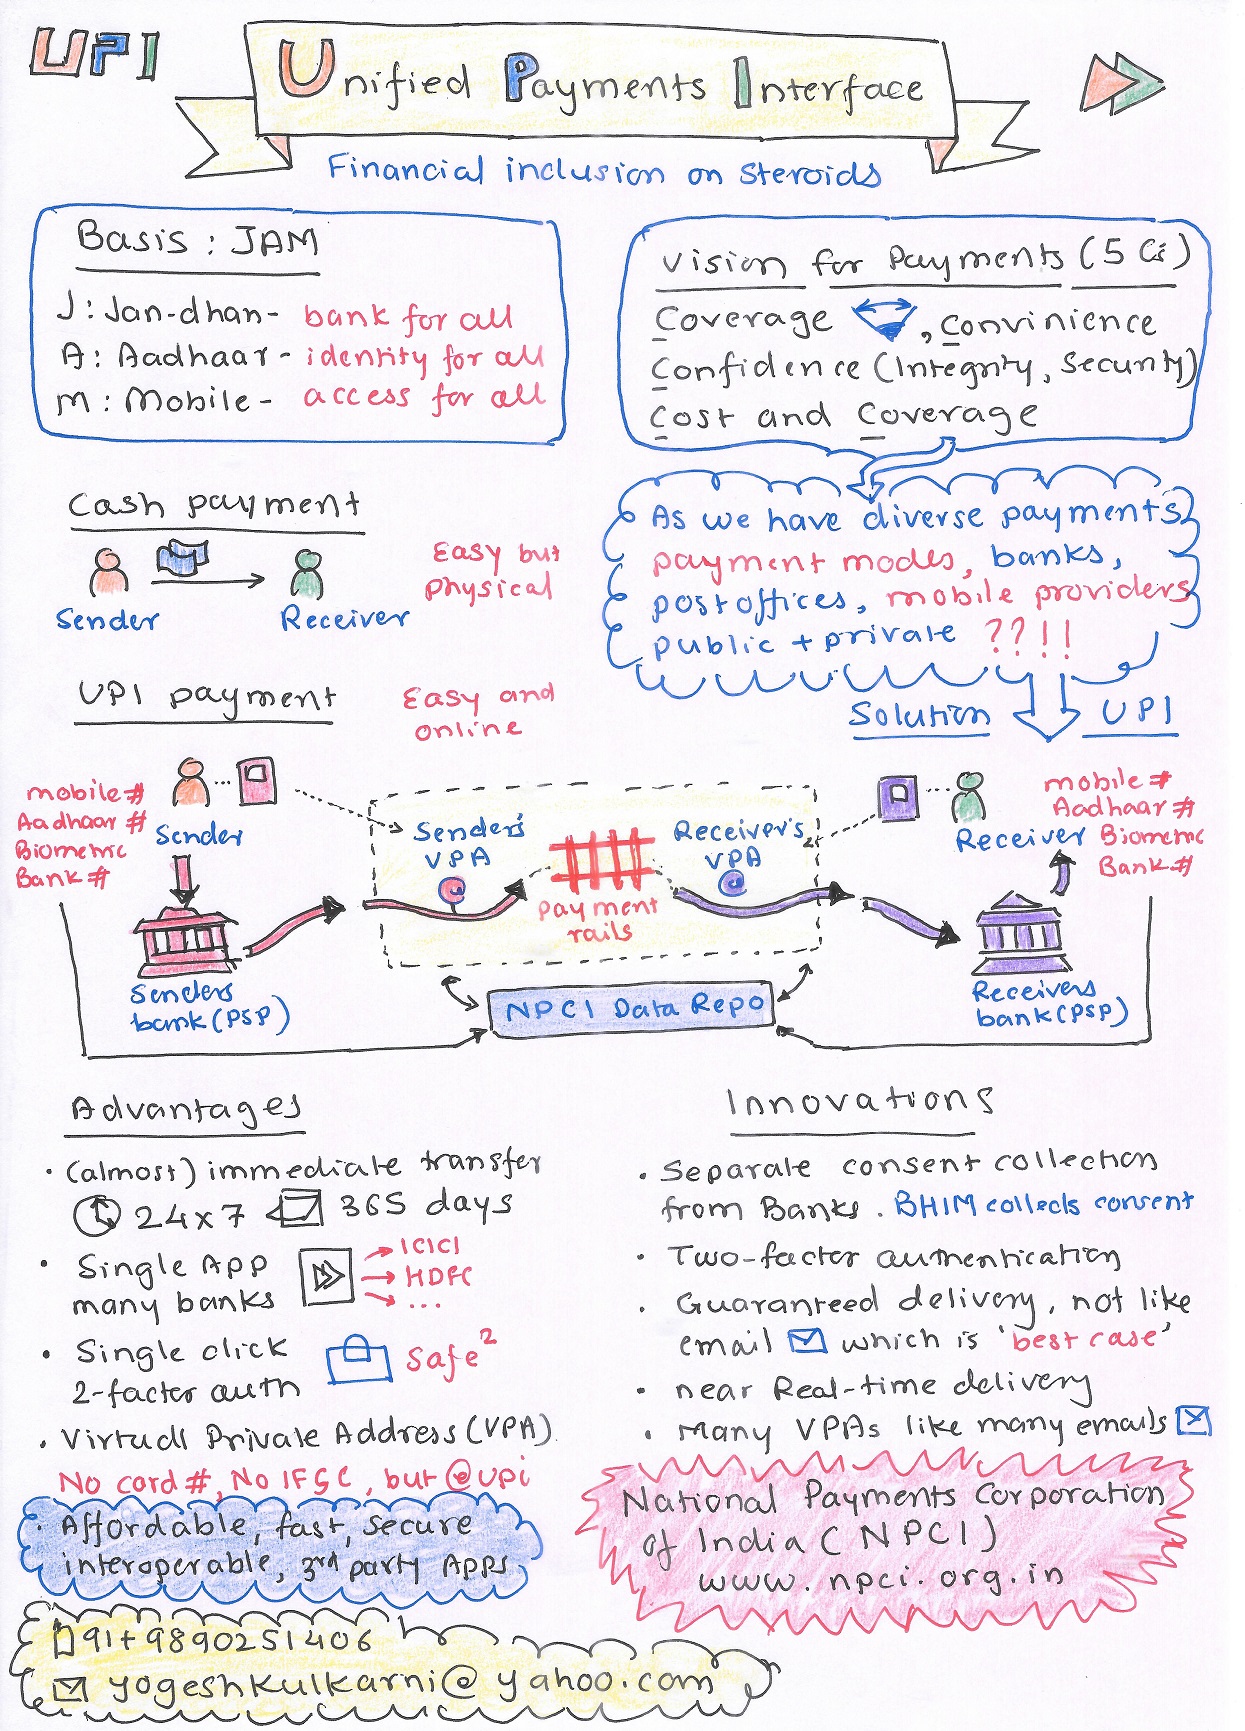 UPI
Unified Payments Interface
Financial inclusion on Steroids
Basis : JAM
J : Jan-dhan - bank for all
A : Aadhaar - identity for all
M : Mobile - access for all
Vision for Payments (5 Cs)
Coverage , Convinience
Confidence (Integrity, Security)
Cost and Coverage
Cash payment
Sender
Receiver
Easy but
physical
As we have diverse payments
payment modes, banks,
postoffices, mobile providers
public + private ??!!
Solution UPI
UPI payment
Easy and
online
mobile #
Aadhaar #
Biometric
Bank #
Sender
Senders
bank (PSP)
Sender's
VPA
payment
rails
Receiver's
VPA
NPCI Data Repo
Receiver
mobile #
Aadhaar #
Biometric
Bank #
Receivers
bank (PSP)
Advantages
• (almost) immediate transfer
24x7 365 days
• Single App
many banks
ICICI
HDFC
...
• Single click
2-factor auth
Safe²
• Virtual Private Address (VPA)
No card #, No IFSC, but @upi
• Affordable, fast, secure
interoperable, 3rd party Apps
Innovations
• Separate consent collection
from Banks. BHIM collects consent
• Two-factor authentication
• Guaranteed delivery, not like
email which is 'best case'
• near Real-time delivery
• Many VPAs like many emails
National Payments Corporation
of India (NPCI)
www.npci.org.in
91+9890251406
yogeshkulkarni@yahoo.com